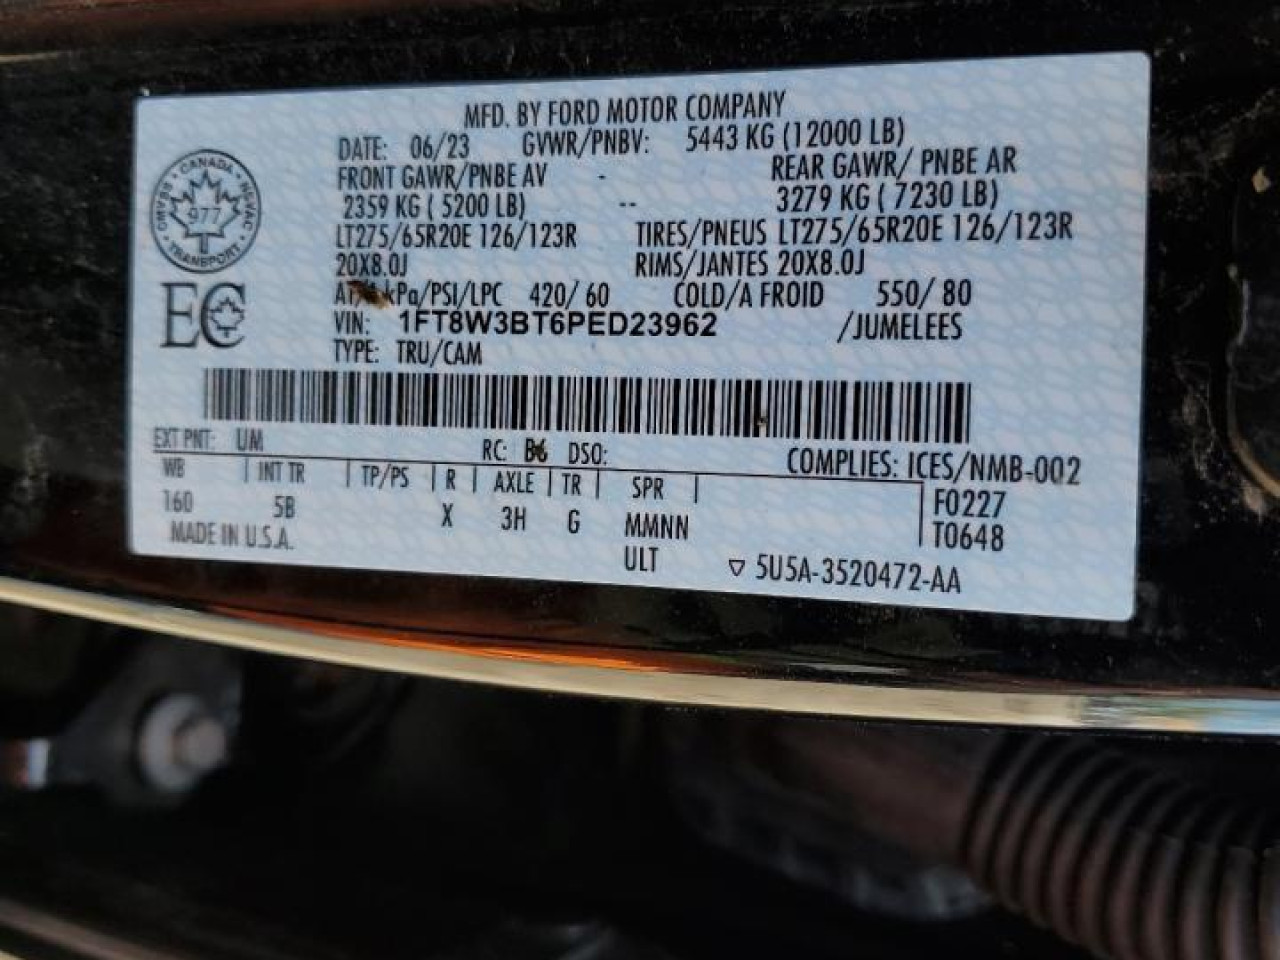 MFD. BY FORD MOTOR COMPANY
DATE: 06/23 GVWR/PNBV: 5443 KG (12000 LB)
FRONT GAWR/PNBE AV - REAR GAWR/ PNBE AR
2359 KG ( 5200 LB) -- 3279 KG ( 7230 LB)
LT275/65R20E 126/123R TIRES/PNEUS LT275/65R20E 126/123R
20X8.0J RIMS/JANTES 20X8.0J
kPa/PSI/LPC 420/ 60 COLD/A FROID 550/ 80
VIN: 1FT8W3BT6PED23962 /JUMELEES
TYPE: TRU/CAM
CANADA
977
TRANSPORT
EC
EXT PNT: UM RC: B6 DSO:
COMPLIES: ICES/NMB-002
WB | INT TR | TP/PS | R | AXLE | TR | SPR | F0227
160 5B X 3H G MMNN T0648
MADE IN U.S.A. ULT ▽ 5U5A-3520472-AA